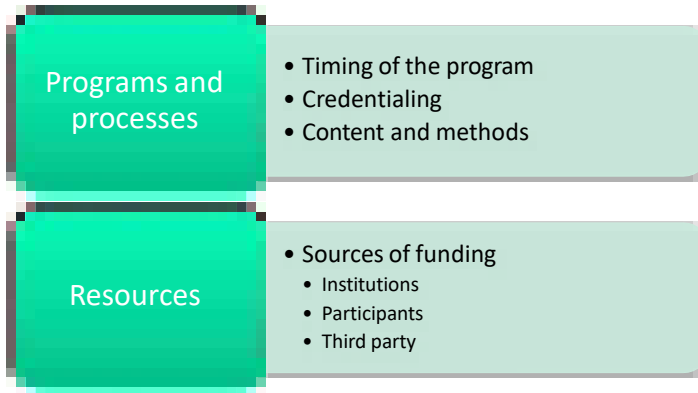 Programs and
processes
• Timing of the program
• Credentialing
• Content and methods
Resources
• Sources of funding
• Institutions
• Participants
• Third party